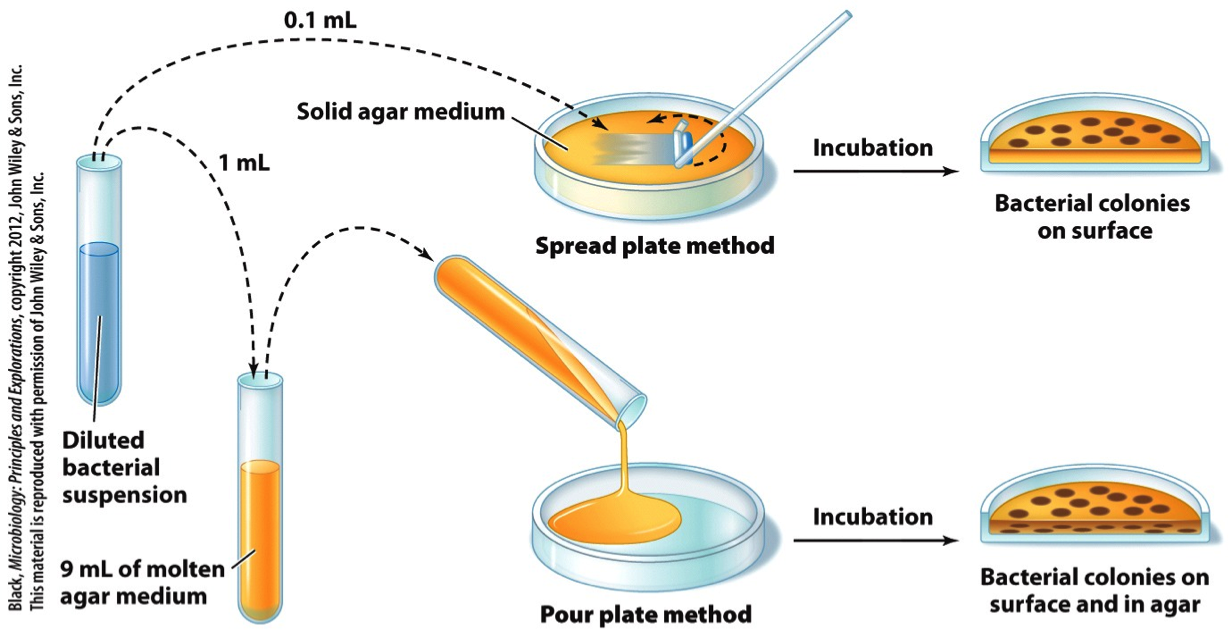 0.1 mL
Solid agar medium
1 mL
Incubation
Bacterial colonies
on surface
Spread plate method
Diluted
bacterial
suspension
9 mL of molten
agar medium
Pour plate method
Incubation
Bacterial colonies on
surface and in agar
Black, Microbiology: Principles and Explorations, copyright 2012, John Wiley & Sons, Inc.
This material is reproduced with permission of John Wiley & Sons, Inc.